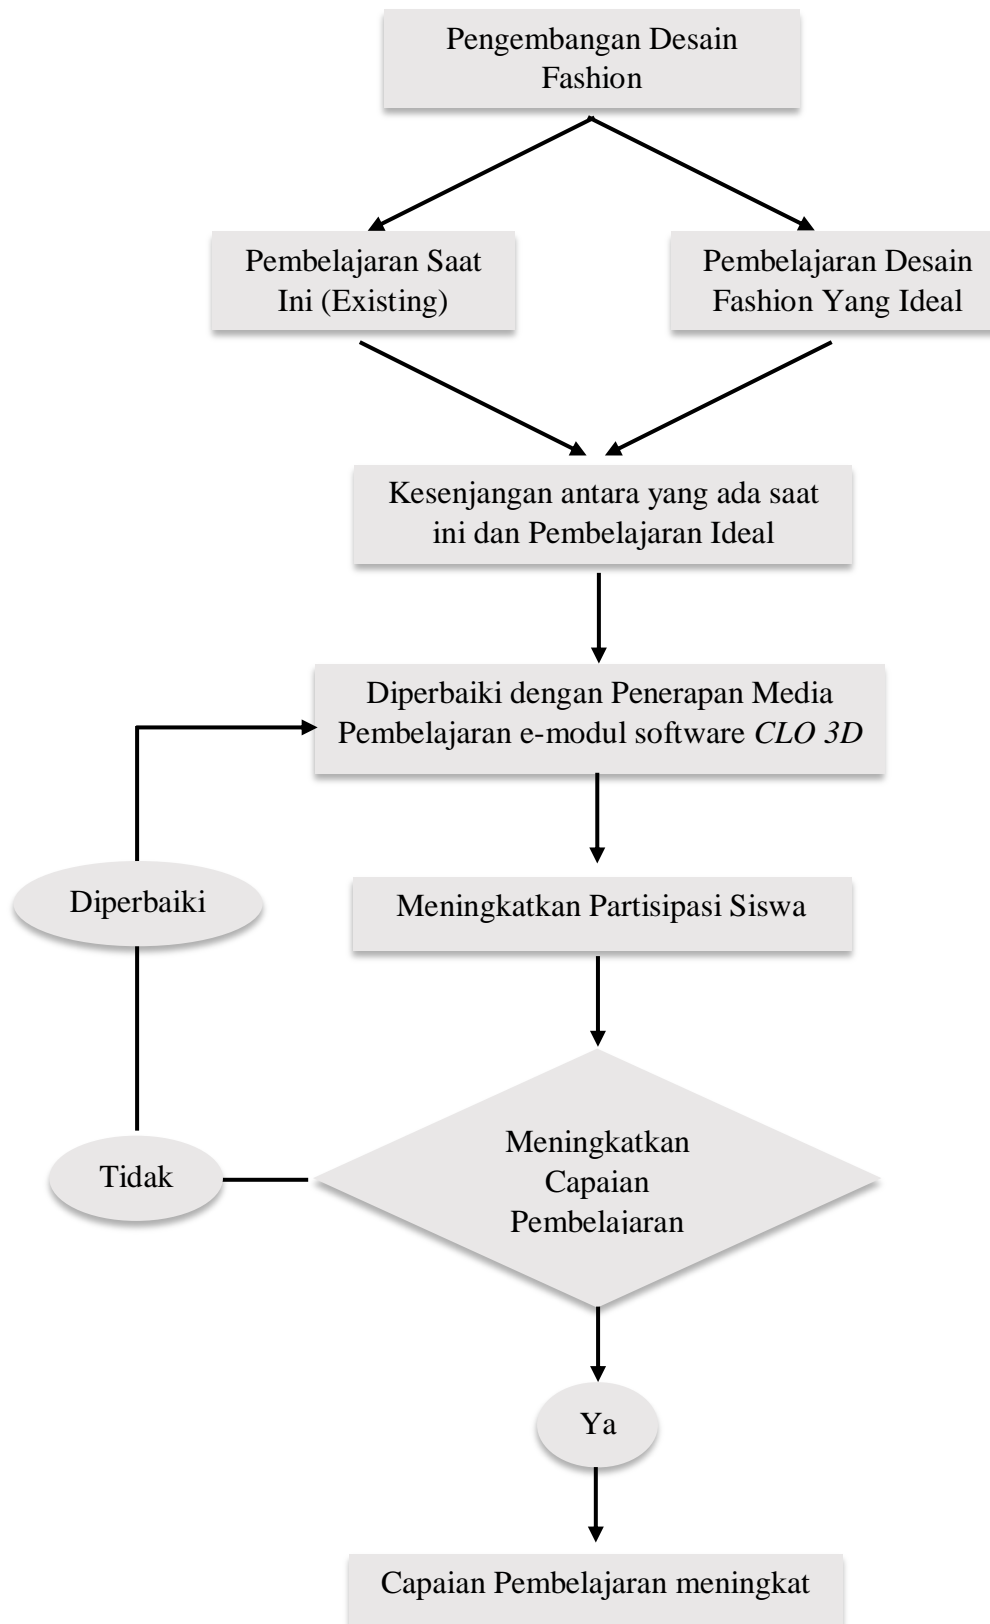 Pengembangan Desain
Fashion
Pembelajaran Saat
Ini (Existing)
Pembelajaran Desain
Fashion Yang Ideal
Kesenjangan antara yang ada saat
ini dan Pembelajaran Ideal
Diperbaiki dengan Penerapan Media
Pembelajaran e-modul software CLO 3D
Diperbaiki
Meningkatkan Partisipasi Siswa
Meningkatkan
Capaian
Pembelajaran
Tidak
Ya
Capaian Pembelajaran meningkat